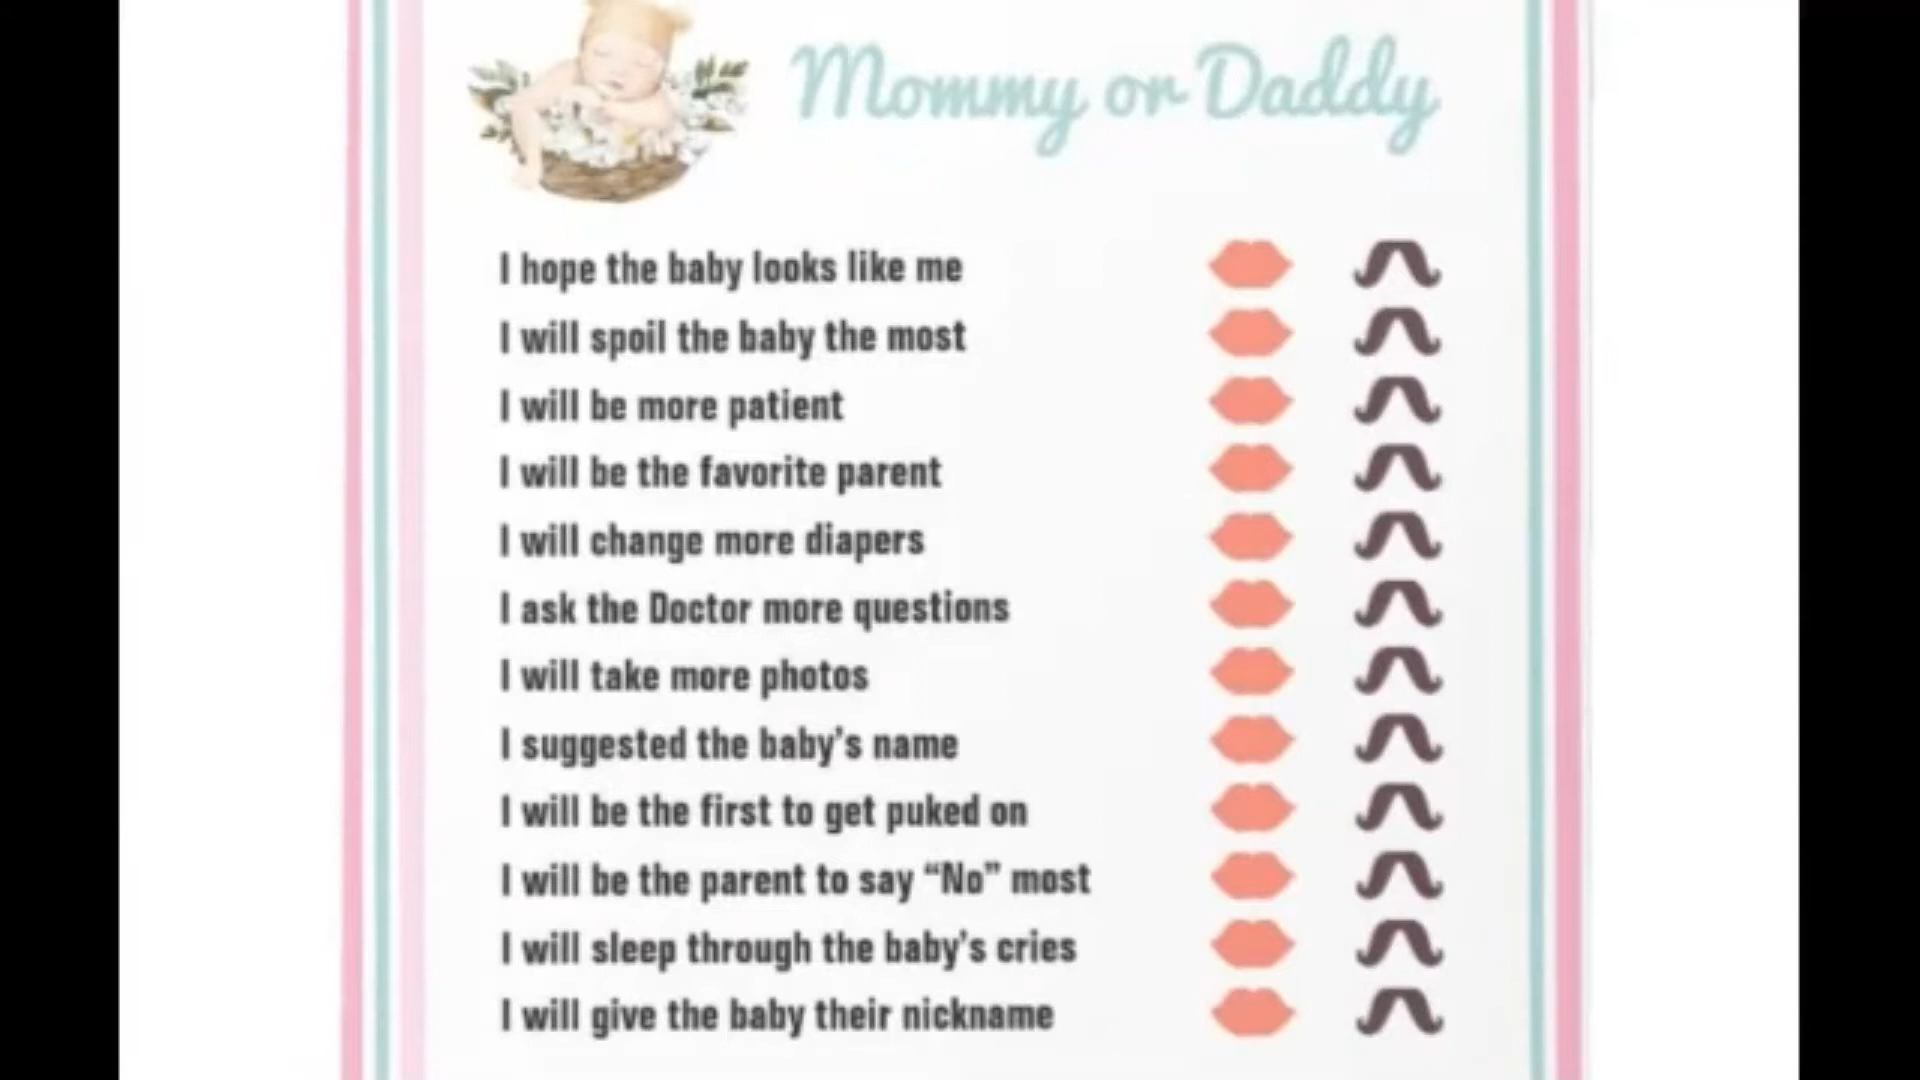 Mommy or Daddy
I hope the baby looks like me
I will spoil the baby the most
I will be more patient
I will be the favorite parent
I will change more diapers
I ask the Doctor more questions
I will take more photos
I suggested the baby's name
I will be the first to get puked on
I will be the parent to say “No” most
I will sleep through the baby's cries
I will give the baby their nickname